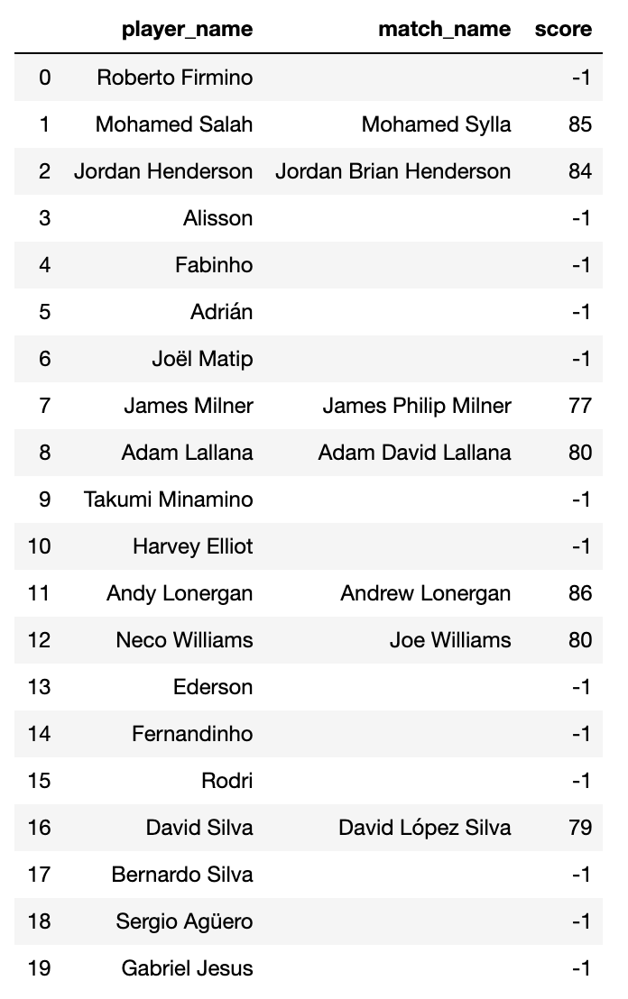 player_name match_name score
0 Roberto Firmino -1
1 Mohamed Salah Mohamed Sylla 85
2 Jordan Henderson Jordan Brian Henderson 84
3 Alisson -1
4 Fabinho -1
5 Adrián -1
6 Joël Matip -1
7 James Milner James Philip Milner 77
8 Adam Lallana Adam David Lallana 80
9 Takumi Minamino -1
10 Harvey Elliot -1
11 Andy Lonergan Andrew Lonergan 86
12 Neco Williams Joe Williams 80
13 Ederson -1
14 Fernandinho -1
15 Rodri -1
16 David Silva David López Silva 79
17 Bernardo Silva -1
18 Sergio Agüero -1
19 Gabriel Jesus -1